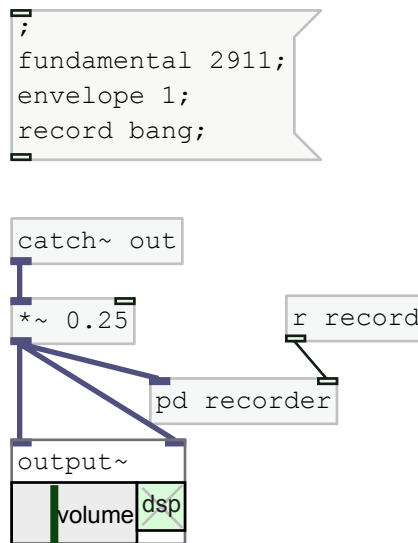 ;
fundamental 2911;
envelope 1;
record bang;
catch~ out
*~ 0.25
r record
pd recorder
output~
volume
dsp